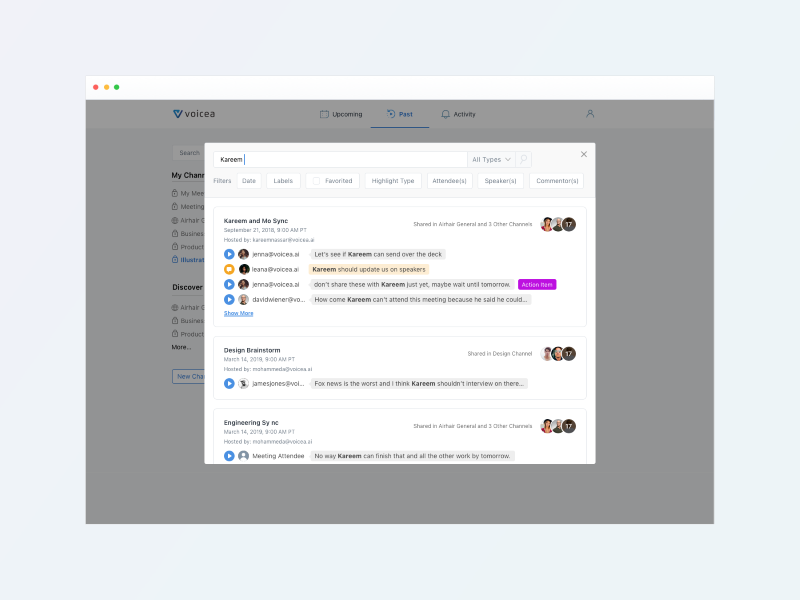 voicea
Upcoming
Past
Activity
Search
My Chann
My Mee
Meeting
Airhair G
Busines
Product
Illustrat
Discover
Airhair G
Busines
Product
More...
New Cha
Kareem
All Types
Filters
Date
Labels
Favorited
Highlight Type
Attendee(s)
Speaker(s)
Commentor(s)
Kareem and Mo Sync
September 21, 2018, 9:00 AM PT
Hosted by: kareemnassar@voicea.ai
Shared in Airhair General and 3 Other Channels
17
jenna@voicea.ai
Let's see if Kareem can send over the deck
leana@voicea.ai
Kareem should update us on speakers
jenna@voicea.ai
don't share these with Kareem just yet, maybe wait until tomorrow.
Action Item
davidwiener@vo...
How come Kareem can't attend this meeting because he said he could...
Show More
Design Brainstorm
March 14, 2019, 9:00 AM PT
Hosted by: mohammeda@voicea.ai
Shared in Design Channel
17
jamesjones@voi...
Fox news is the worst and i think Kareem shouldn't interview on there...
Engineering Sy nc
March 14, 2019, 9:00 AM PT
Hosted by: mohammeda@voicea.ai
Shared in Airhair General and 3 Other Channels
17
Meeting Attendee
No way Kareem can finish that and all the other work by tomorrow.